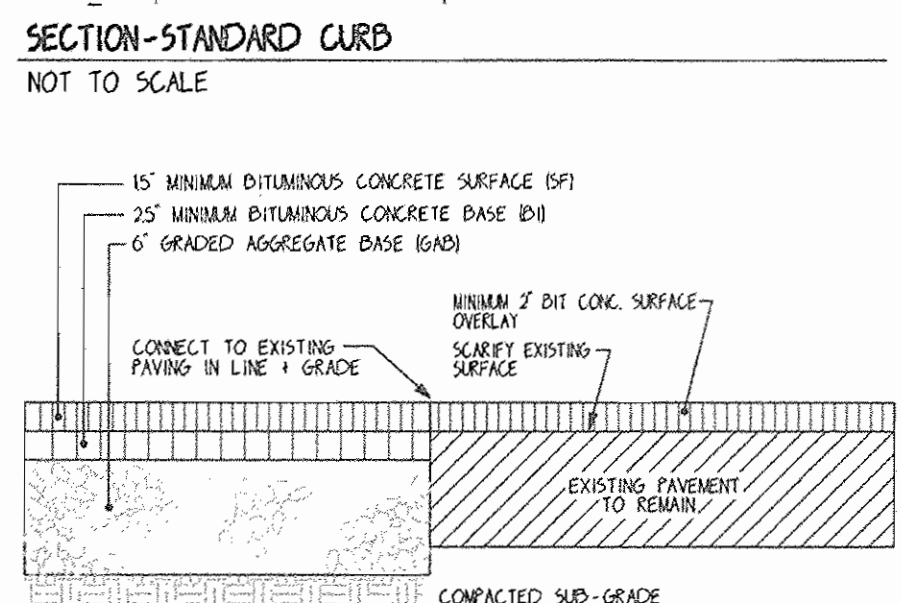 SECTION-STANDARD CURB
NOT TO SCALE
1.5" MINIMUM BITUMINOUS CONCRETE SURFACE (SF)
2.5" MINIMUM BITUMINOUS CONCRETE BASE (BI)
6" GRADED AGGREGATE BASE (GAB)
MINIMUM 2" BIT CONC. SURFACE
OVERLAY
CONNECT TO EXISTING
PAVING IN LINE + GRADE
SCARIFY EXISTING
SURFACE
EXISTING PAVEMENT
TO REMAIN
COMPACTED SUB-GRADE